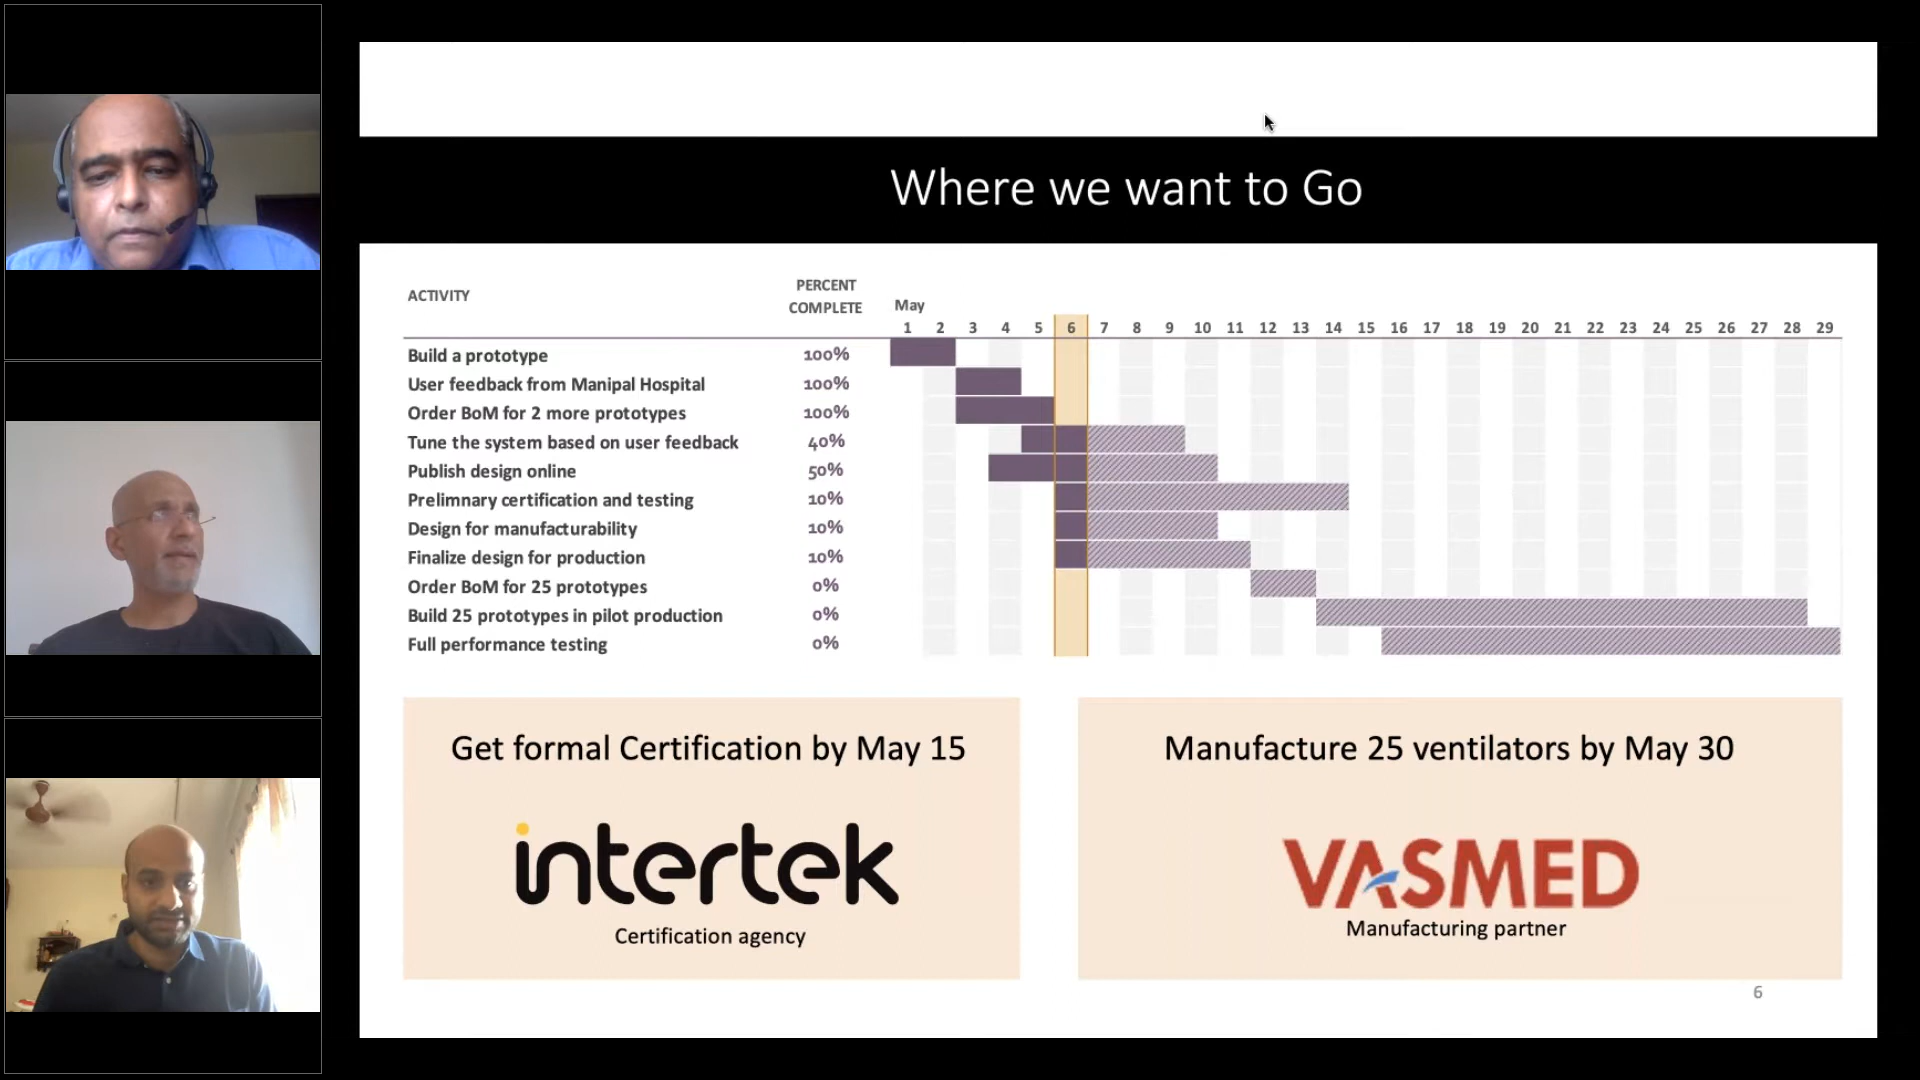 Where we want to Go
ACTIVITY
PERCENT
COMPLETE
May
1 2 3 4 5 6 7 8 9 10 11 12 13 14 15 16 17 18 19 20 21 22 23 24 25 26 27 28 29
Build a prototype 100%
User feedback from Manipal Hospital 100%
Order BoM for 2 more prototypes 100%
Tune the system based on user feedback 40%
Publish design online 50%
Prelimnary certification and testing 10%
Design for manufacturability 10%
Finalize design for production 10%
Order BoM for 25 prototypes 0%
Build 25 prototypes in pilot production 0%
Full performance testing 0%
Get formal Certification by May 15
intertek
Certification agency
Manufacture 25 ventilators by May 30
VASMED
Manufacturing partner
6